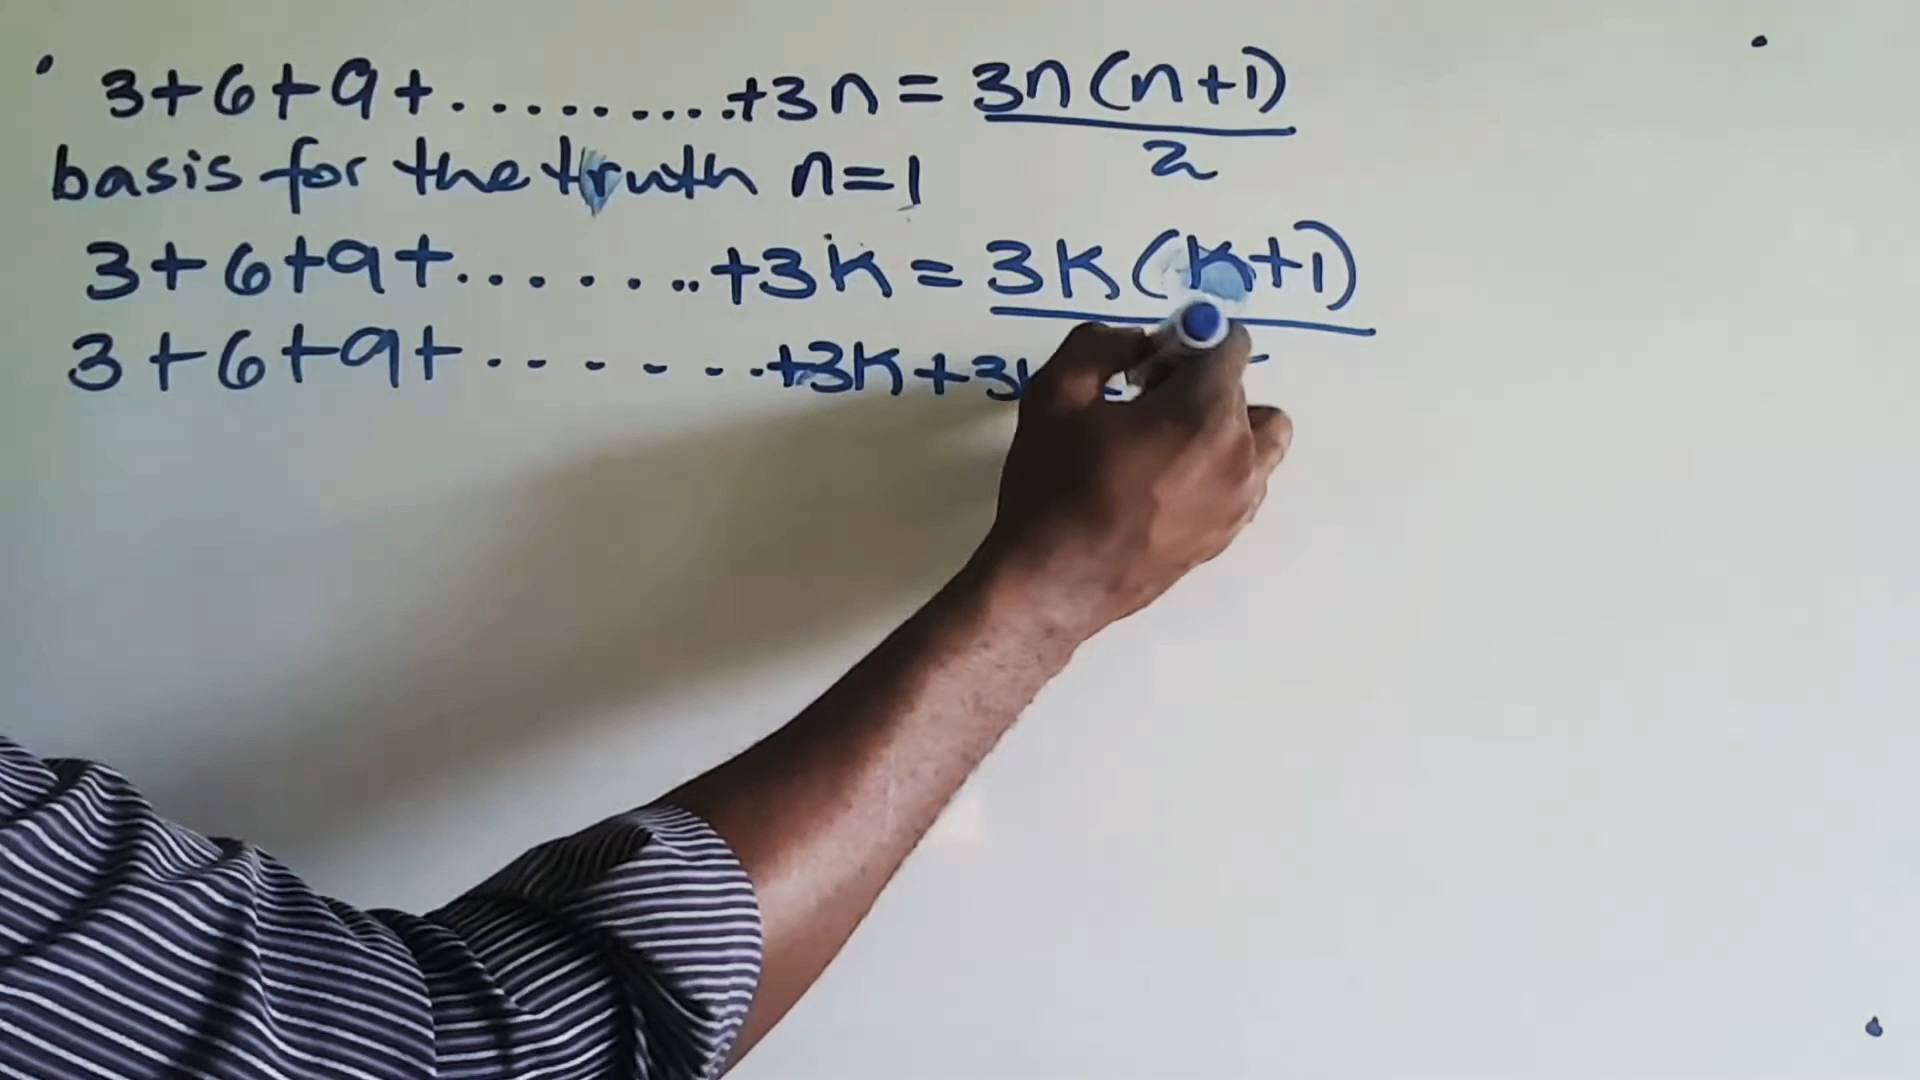 3+6+9+.........+3n = 3n(n+1)
2
basis for the truth n=1
3+6+9+.......+3k = 3k(k+1)
3+6+9+.......+3k+3